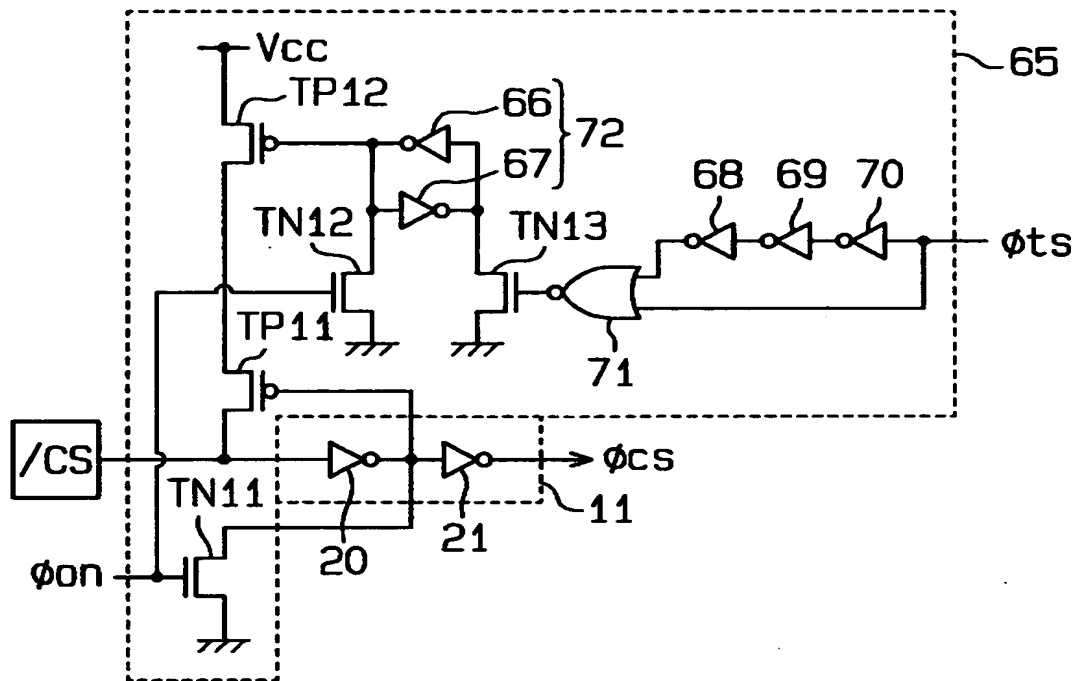 Vcc
65
TP12
66
72
67
68 69 70
TN12
TN13
φts
TP11
71
/CS
φcs
TN11
11
20
21
φon